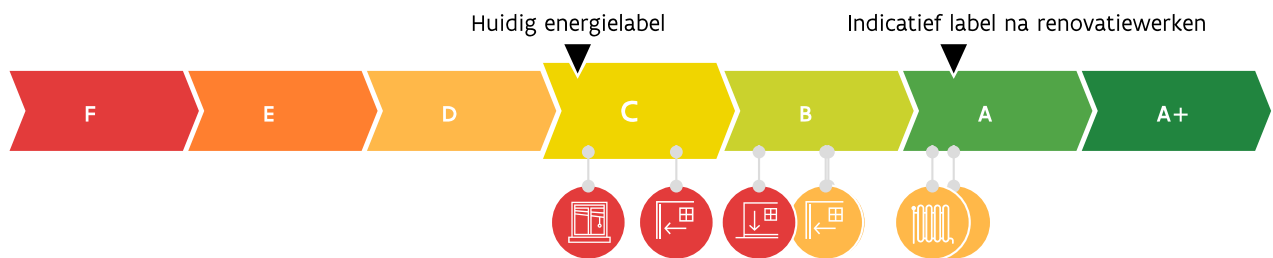 Huidig energielabel
Indicatief label na renovatiewerken
F
E
D
C
B
A
A+